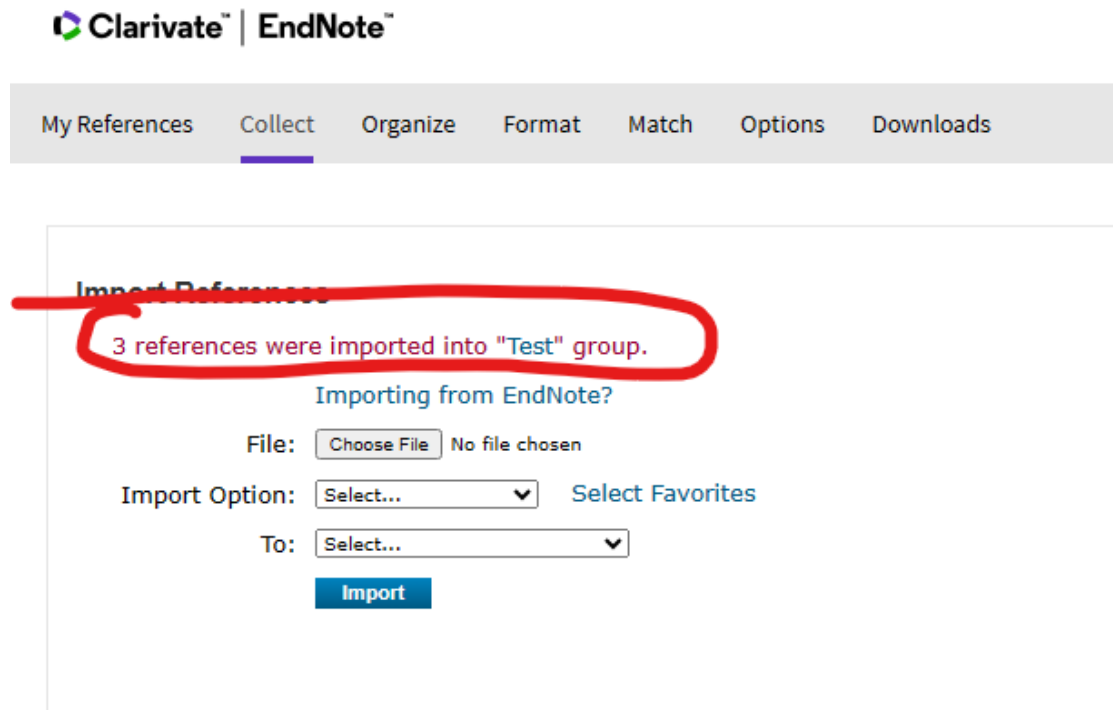 Clarivate™ | EndNote™
My References Collect Organize Format Match Options Downloads
Import References
3 references were imported into "Test" group.
Importing from EndNote?
File: Choose File No file chosen
Import Option: Select... Select Favorites
To: Select...
Import